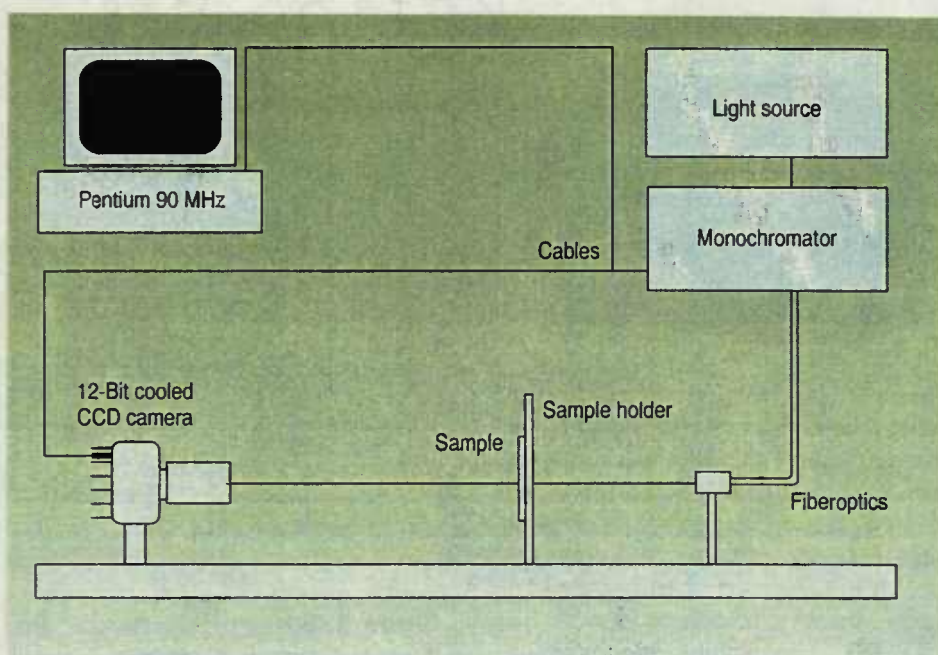 Light source
Pentium 90 MHz
Monochromator
Cables
12-Bit cooled
CCD camera
Sample holder
Sample
Fiberoptics